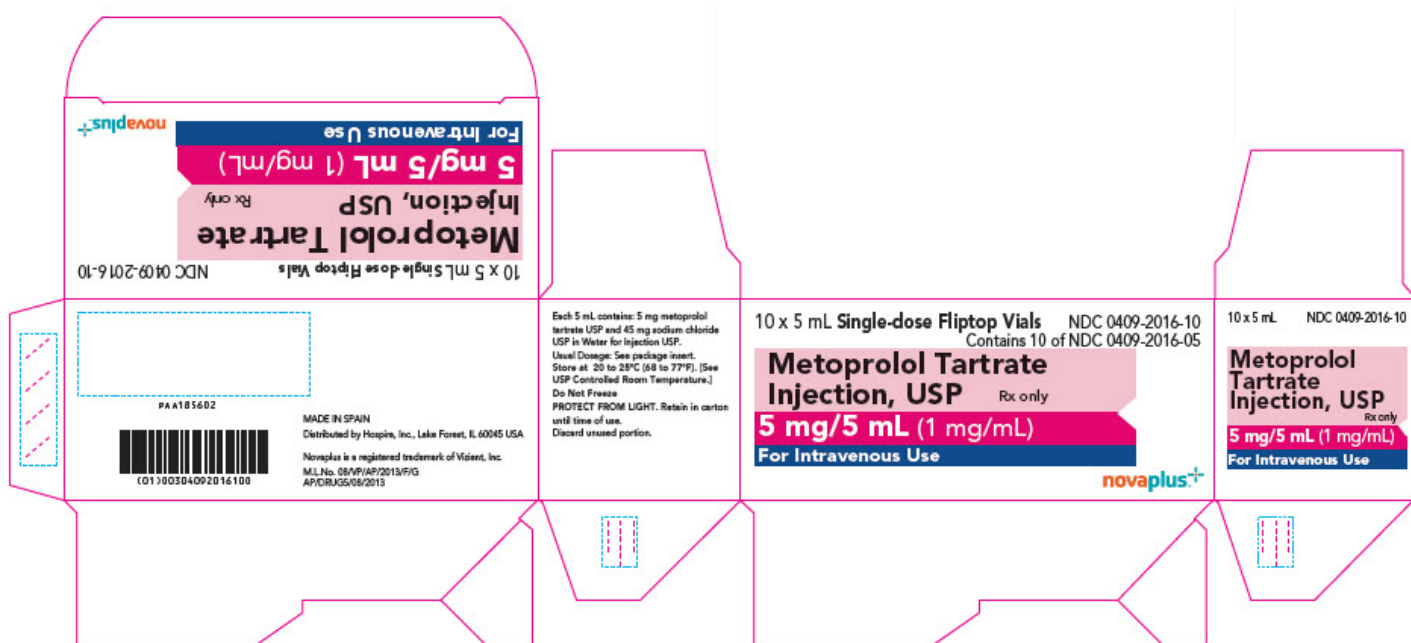 novaplus
For Intravenous Use
5 mg/5 mL (1 mg/mL)
Injection, USP Rx only
Metoprolol Tartrate
10 x 5 mL Single-dose Fliptop Vials NDC 0409-2016-10
PAA185602
(01)00304092016100
MADE IN SPAIN
Distributed by Hospira, Inc., Lake Forest, IL 60045 USA
Novaplus is a registered trademark of Vizient, Inc.
M.L.No. 08/VP/AP/2013/F/G
AP/DRUGS/08/2013
Each 5 mL contains: 5 mg metoprolol
tartrate USP and 45 mg sodium chloride
USP in Water for Injection USP.
Usual Dosage: See package insert.
Store at 20 to 25°C (68 to 77°F). [See
USP Controlled Room Temperature.]
Do Not Freeze
PROTECT FROM LIGHT. Retain in carton
until time of use.
Discard unused portion.
10 x 5 mL Single-dose Fliptop Vials NDC 0409-2016-10
Contains 10 of NDC 0409-2016-05
Metoprolol Tartrate
Injection, USP Rx only
5 mg/5 mL (1 mg/mL)
For Intravenous Use
novaplus
10 x 5 mL NDC 0409-2016-10
Metoprolol
Tartrate
Injection, USP
Rx only
5 mg/5 mL (1 mg/mL)
For Intravenous Use